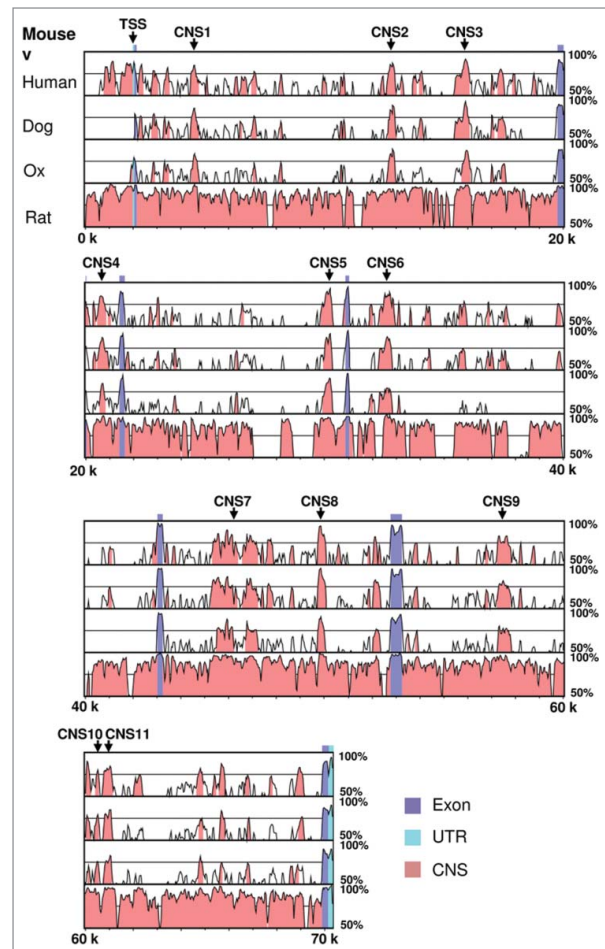 Mouse
v
TSS CNS1 CNS2 CNS3
100%
Human
50%
100%
Dog
50%
100%
Ox
50%
100%
Rat
50%
0 k 20 k
CNS4 CNS5 CNS6
100%
50%
100%
50%
100%
50%
100%
50%
20 k 40 k
CNS7 CNS8 CNS9
100%
50%
100%
50%
100%
50%
100%
50%
40 k 60 k
CNS10 CNS11
100%
50%
100%
50%
100%
50%
100%
50%
60 k 70 k
Exon
UTR
CNS